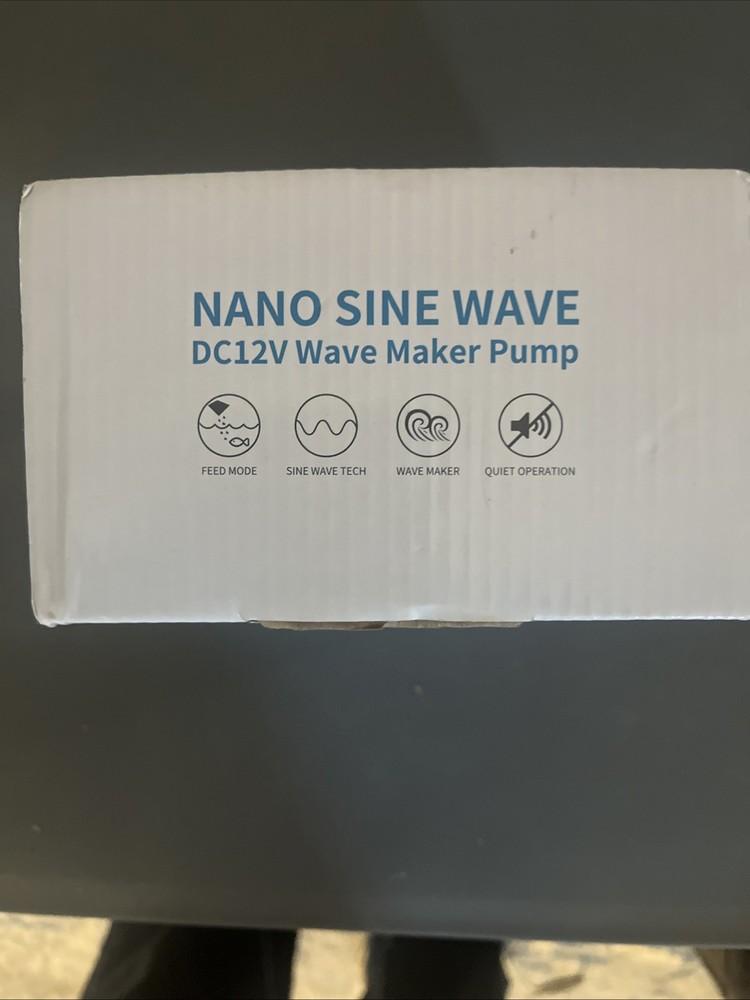 NANO SINE WAVE
DC12V Wave Maker Pump
FEED MODE
SINE WAVE TECH
WAVE MAKER
QUIET OPERATION